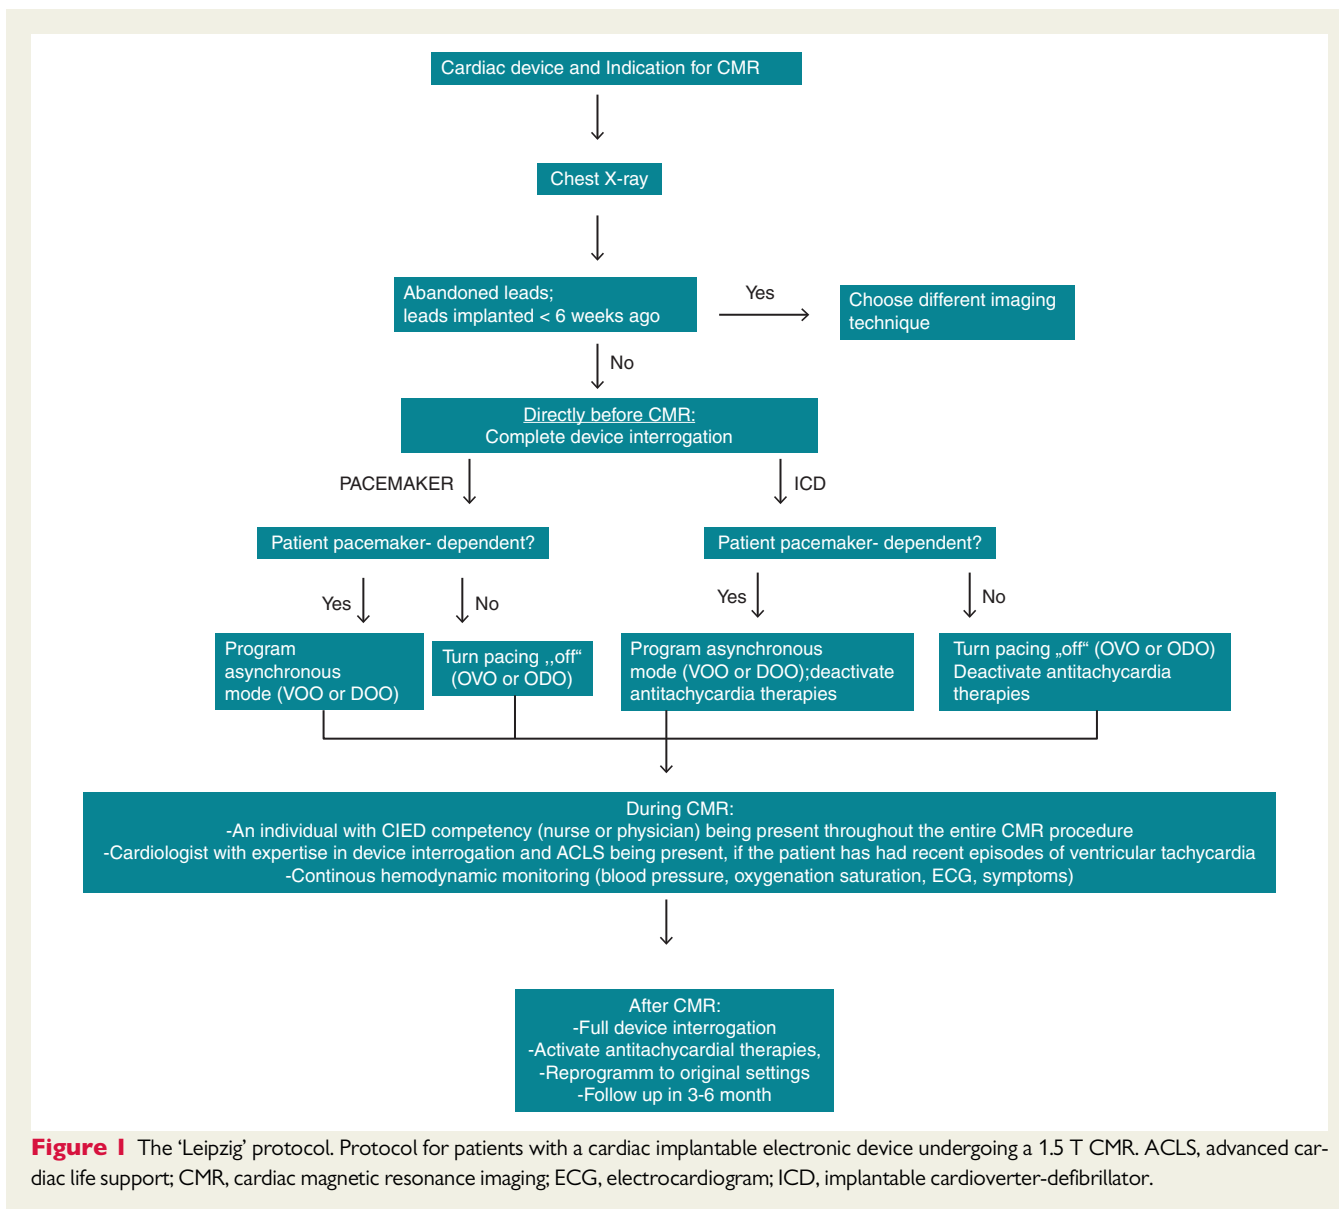 Cardiac device and Indication for CMR
Chest X-ray
Abandoned leads;
leads implanted < 6 weeks ago
Yes
Choose different imaging
technique
No
Directly before CMR:
Complete device interrogation
PACEMAKER
ICD
Patient pacemaker- dependent?
Patient pacemaker- dependent?
Yes
No
Yes
No
Program
asynchronous
mode (VOO or DOO)
Turn pacing ,,off“
(OVO or ODO)
Program asynchronous
mode (VOO or DOO);deactivate
antitachycardia therapies
Turn pacing „off“ (OVO or ODO)
Deactivate antitachycardia
therapies
During CMR:
-An individual with CIED competency (nurse or physician) being present throughout the entire CMR procedure
-Cardiologist with expertise in device interrogation and ACLS being present, if the patient has had recent episodes of ventricular tachycardia
-Continous hemodynamic monitoring (blood pressure, oxygenation saturation, ECG, symptoms)
After CMR:
-Full device interrogation
-Activate antitachycardial therapies,
-Reprogramm to original settings
-Follow up in 3-6 month
Figure 1 The ‘Leipzig’ protocol. Protocol for patients with a cardiac implantable electronic device undergoing a 1.5 T CMR. ACLS, advanced car-
diac life support; CMR, cardiac magnetic resonance imaging; ECG, electrocardiogram; ICD, implantable cardioverter-defibrillator.